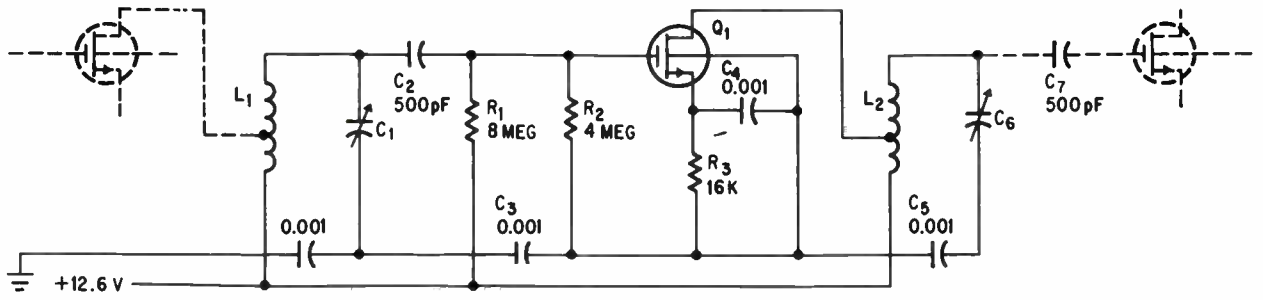 Q1
C2
500pF
C4
0.001
L1
C1
R1
8 MEG
R2
4 MEG
R3
16K
L2
C6
C7
500pF
0.001
C3
0.001
C5
0.001
+12.6 V